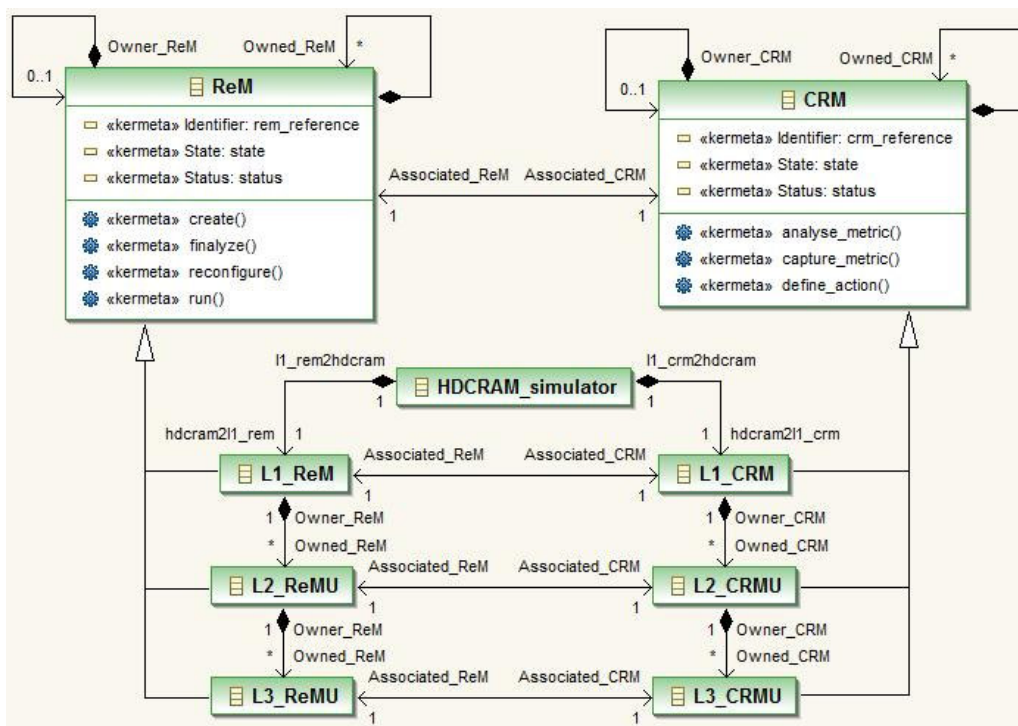 Owner_ReM Owned_ReM *
0..1
ReM
«kermeta» Identifier: rem_reference
«kermeta» State: state
«kermeta» Status: status
«kermeta» create()
«kermeta» finalyze()
«kermeta» reconfigure()
«kermeta» run()
Owner_CRM Owned_CRM *
0..1
CRM
«kermeta» Identifier: crm_reference
«kermeta» State: state
«kermeta» Status: status
«kermeta» analyse_metric()
«kermeta» capture_metric()
«kermeta» define_action()
Associated_ReM Associated_CRM
1 1
l1_rem2hdcram l1_crm2hdcram
HDCRAM_simulator
1 1
hdcram2l1_rem 1 1 hdcram2l1_crm
L1_ReM Associated_ReM Associated_CRM L1_CRM
1 1
1 Owner_ReM 1 Owner_CRM
* Owned_ReM * Owned_CRM
L2_ReMU Associated_ReM Associated_CRM L2_CRMU
1 1
1 Owner_ReM 1 Owner_CRM
* Owned_ReM * Owned_CRM
L3_ReMU Associated_ReM Associated_CRM L3_CRMU
1 1